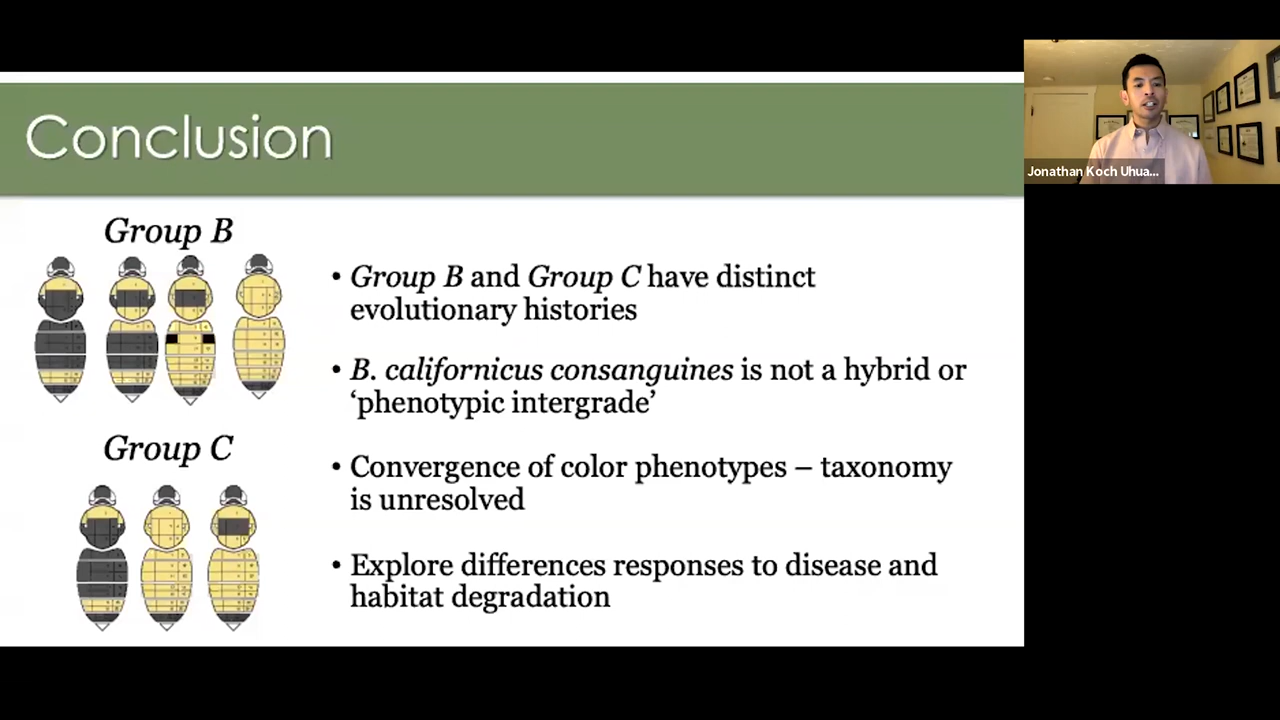 Conclusion
Jonathan Koch Uhua...
Group B
Group C
• Group B and Group C have distinct
evolutionary histories
• B. californicus consanguines is not a hybrid or
‘phenotypic intergrade’
• Convergence of color phenotypes – taxonomy
is unresolved
• Explore differences responses to disease and
habitat degradation